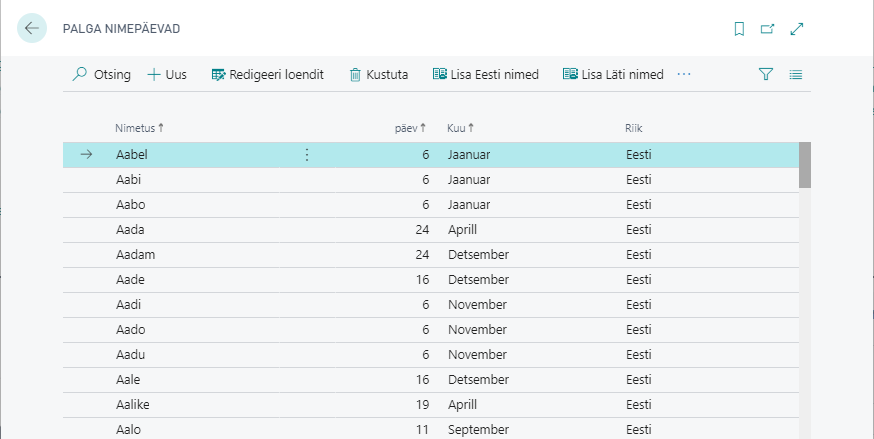 PALGA NIMEPÄEVAD
Otsing Uus Redigeeri loendit Kustuta Lisa Eesti nimed Lisa Läti nimed ...
Nimetus ↑ päev ↑ Kuu ↑ Riik
Aabel 6 Jaanuar Eesti
Aabi 6 Jaanuar Eesti
Aabo 6 Jaanuar Eesti
Aada 24 Aprill Eesti
Aadam 24 Detsember Eesti
Aade 16 Detsember Eesti
Aadi 6 November Eesti
Aado 6 November Eesti
Aadu 6 November Eesti
Aale 16 Detsember Eesti
Aalike 19 Aprill Eesti
Aalo 11 September Eesti